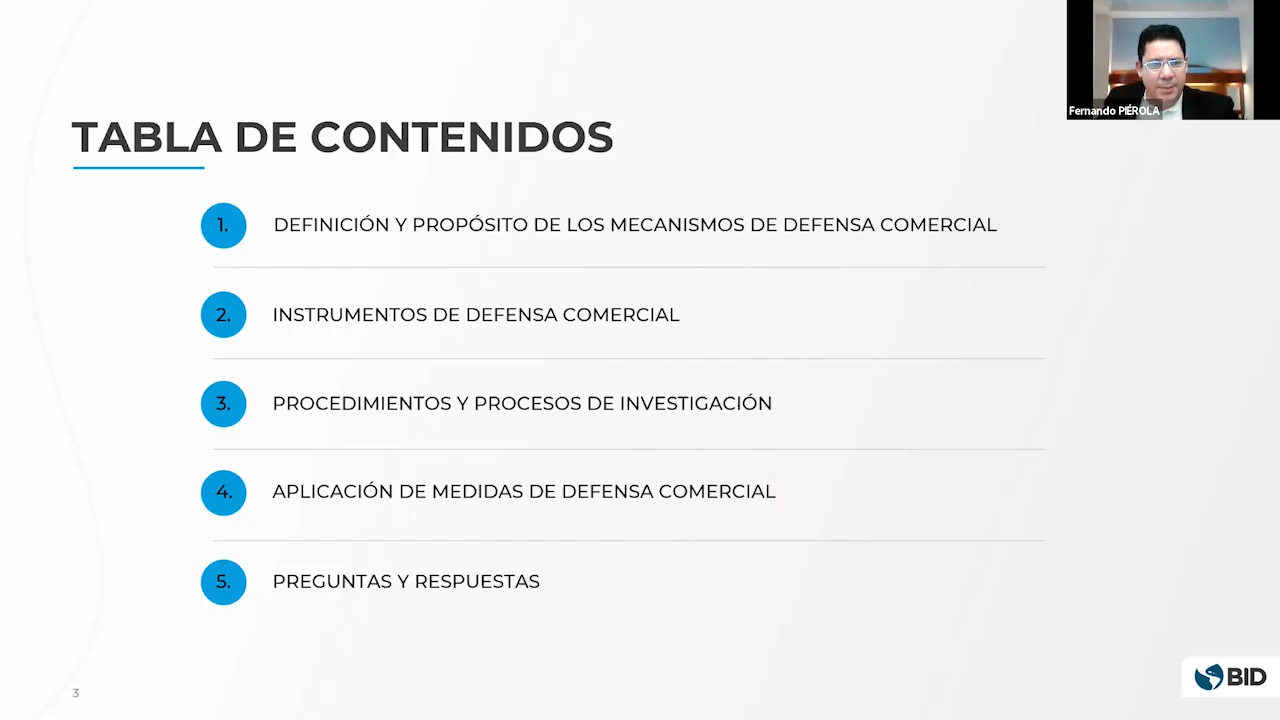 Fernando PIÉROLA
TABLA DE CONTENIDOS
1. DEFINICIÓN Y PROPÓSITO DE LOS MECANISMOS DE DEFENSA COMERCIAL
2. INSTRUMENTOS DE DEFENSA COMERCIAL
3. PROCEDIMIENTOS Y PROCESOS DE INVESTIGACIÓN
4. APLICACIÓN DE MEDIDAS DE DEFENSA COMERCIAL
5. PREGUNTAS Y RESPUESTAS
3
BID